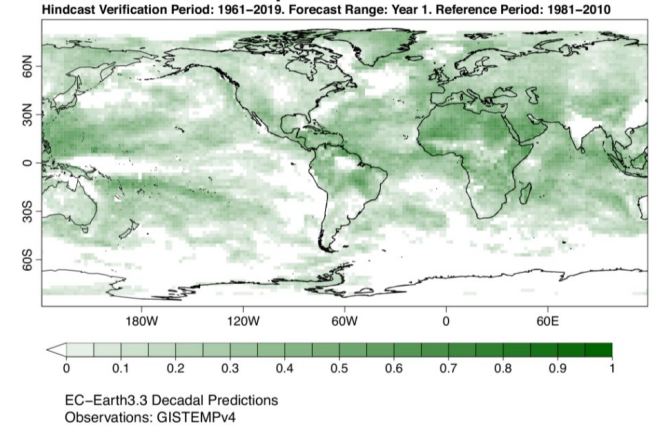 Hindcast Verification Period: 1961−2019. Forecast Range: Year 1. Reference Period: 1981−2010
60N
30N
0
30S
60S
180W 120W 60W 0 60E
0 0.1 0.2 0.3 0.4 0.5 0.6 0.7 0.8 0.9 1
EC−Earth3.3 Decadal Predictions
Observations: GISTEMPv4